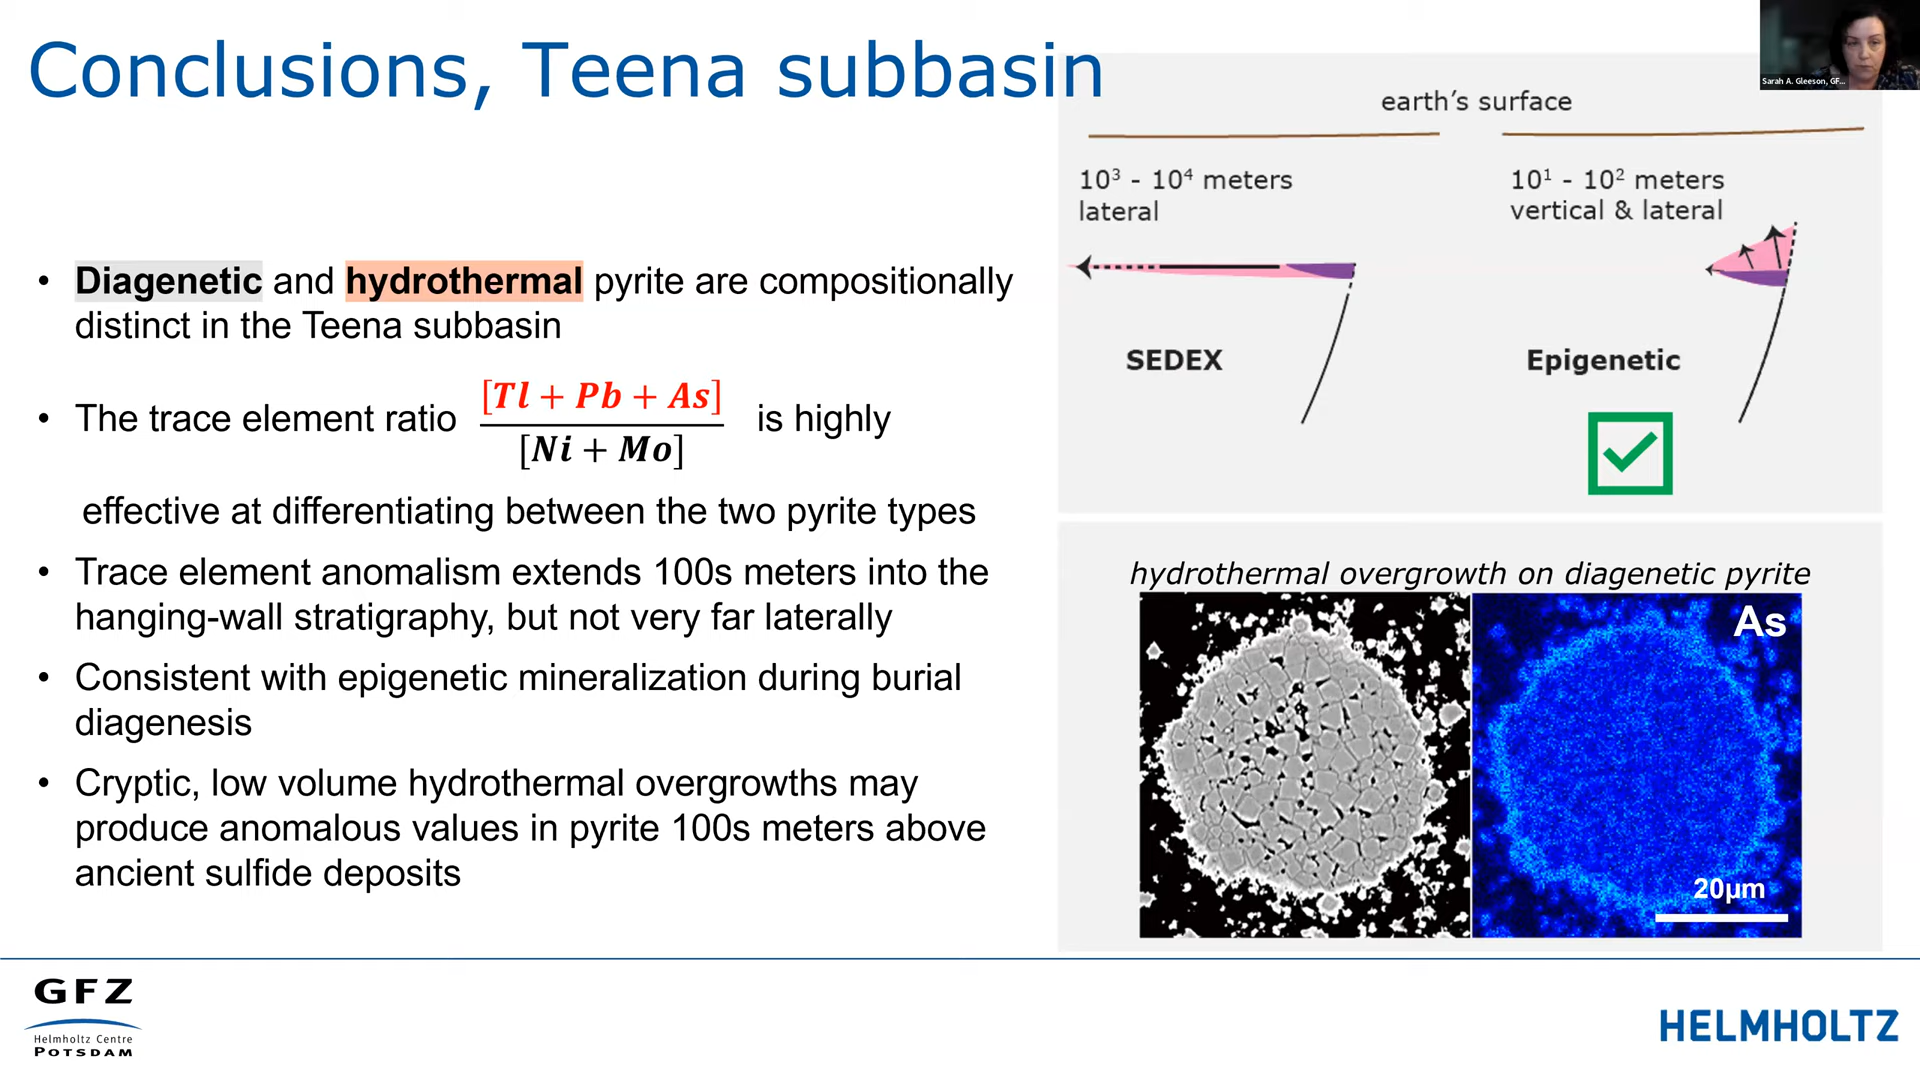 Conclusions, Teena subbasin
Sarah A. Gleeson, GF...
• Diagenetic and hydrothermal pyrite are compositionally
distinct in the Teena subbasin
• The trace element ratio [Tl + Pb + As] / [Ni + Mo] is highly
effective at differentiating between the two pyrite types
• Trace element anomalism extends 100s meters into the
hanging-wall stratigraphy, but not very far laterally
• Consistent with epigenetic mineralization during burial
diagenesis
• Cryptic, low volume hydrothermal overgrowths may
produce anomalous values in pyrite 100s meters above
ancient sulfide deposits
earth's surface
10³ - 10⁴ meters
lateral
SEDEX
10¹ - 10² meters
vertical & lateral
Epigenetic
hydrothermal overgrowth on diagenetic pyrite
As
20µm
GFZ
Helmholtz Centre
POTSDAM
HELMHOLTZ